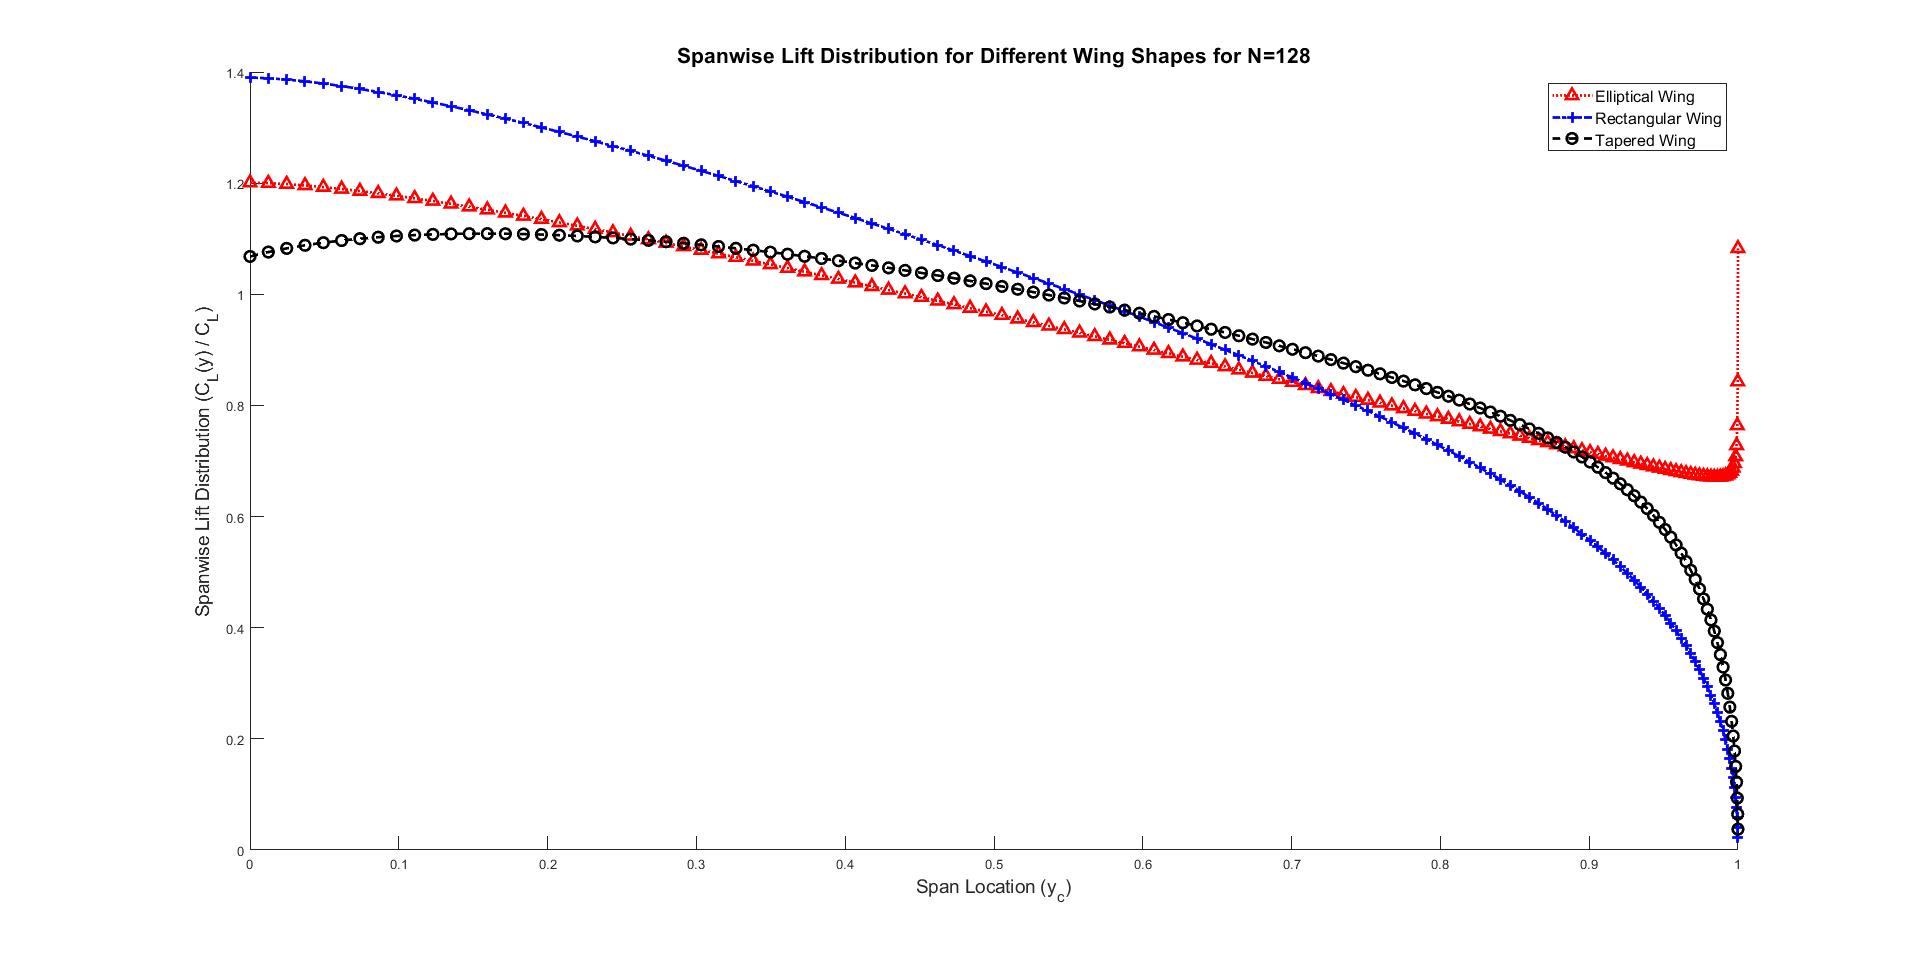 Spanwise Lift Distribution for Different Wing Shapes for N=128
Elliptical Wing
Rectangular Wing
Tapered Wing
Spanwise Lift Distribution (C_L(y) / C_L)
1.4
1.2
1
0.8
0.6
0.4
0.2
0
0 0.1 0.2 0.3 0.4 0.5 0.6 0.7 0.8 0.9 1
Span Location (y_c)